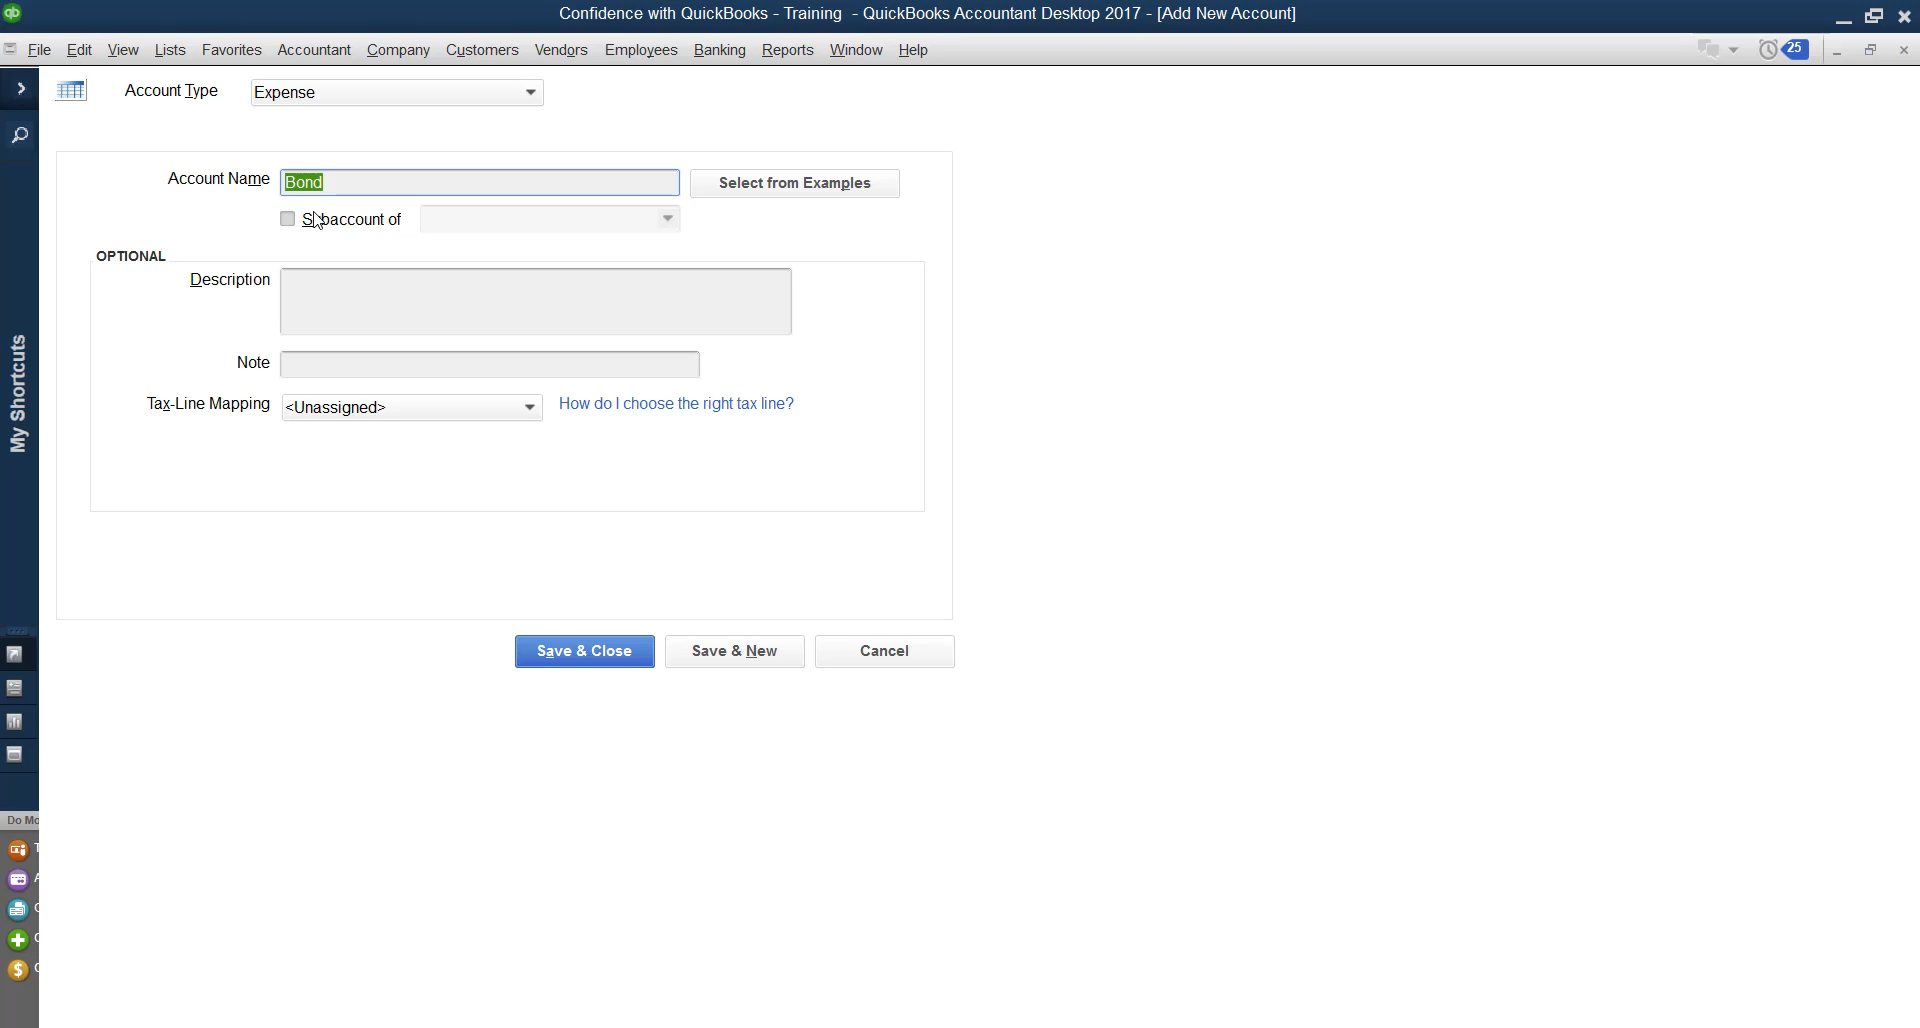 Confidence with QuickBooks - Training - QuickBooks Accountant Desktop 2017 - [Add New Account]
File Edit View Lists Favorites Accountant Company Customers Vendors Employees Banking Reports Window Help
25
Account Type Expense
Account Name Bond Select from Examples
Subaccount of
OPTIONAL
Description
Note
Tax-Line Mapping <Unassigned> How do I choose the right tax line?
My Shortcuts
Save & Close Save & New Cancel
Do Mo
T
A
O
O